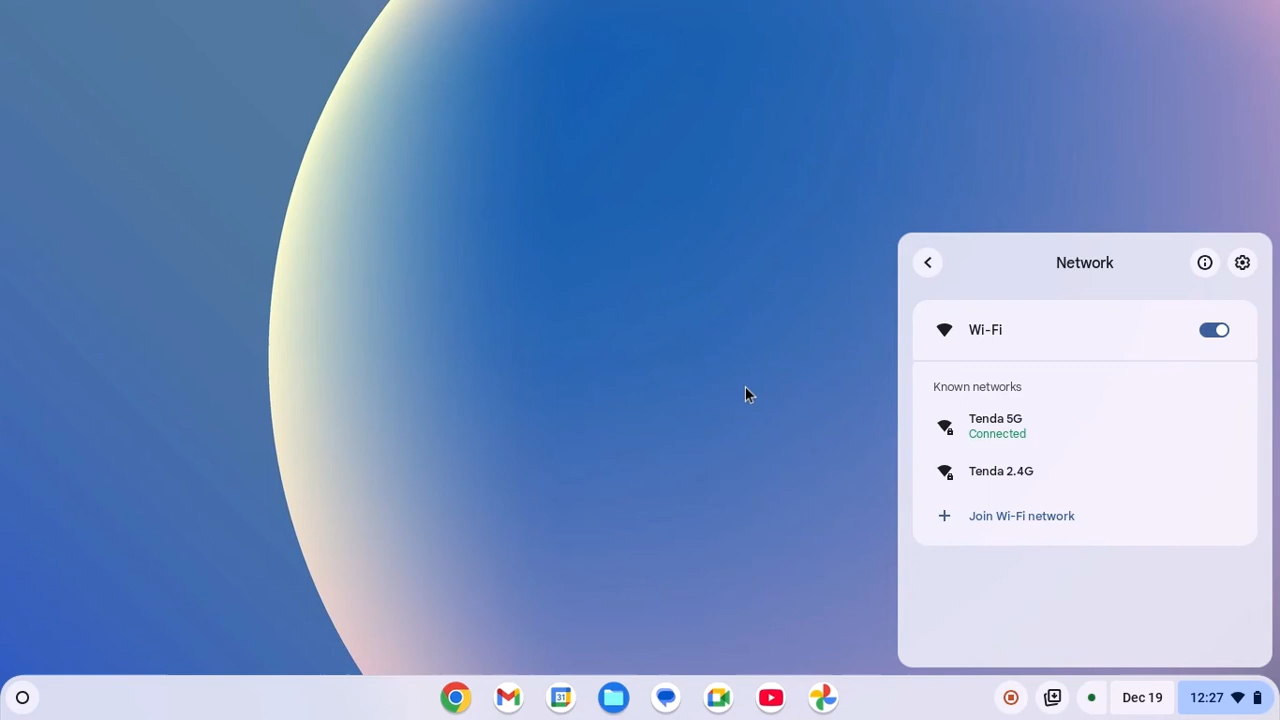 Network
Wi-Fi
Known networks
Tenda 5G
Connected
Tenda 2.4G
Join Wi-Fi network
31
Dec 19
12:27